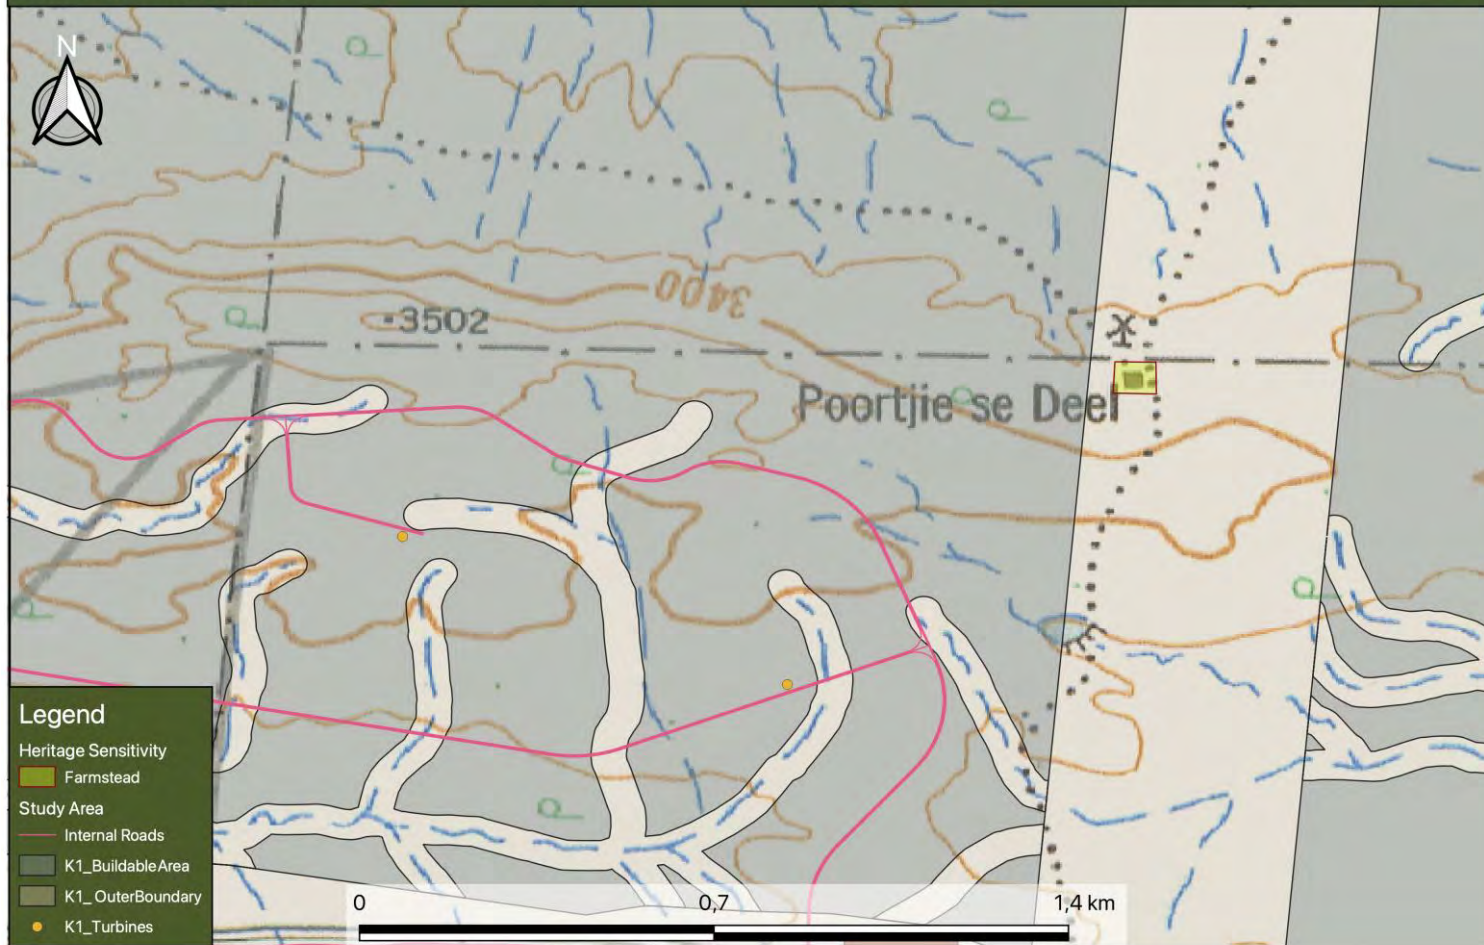 N
3400
3502
Poortjie se Deel
Legend
Heritage Sensitivity
Farmstead
Study Area
Internal Roads
K1_BuildableArea
K1_OuterBoundary
K1_Turbines
0 0,7 1,4 km